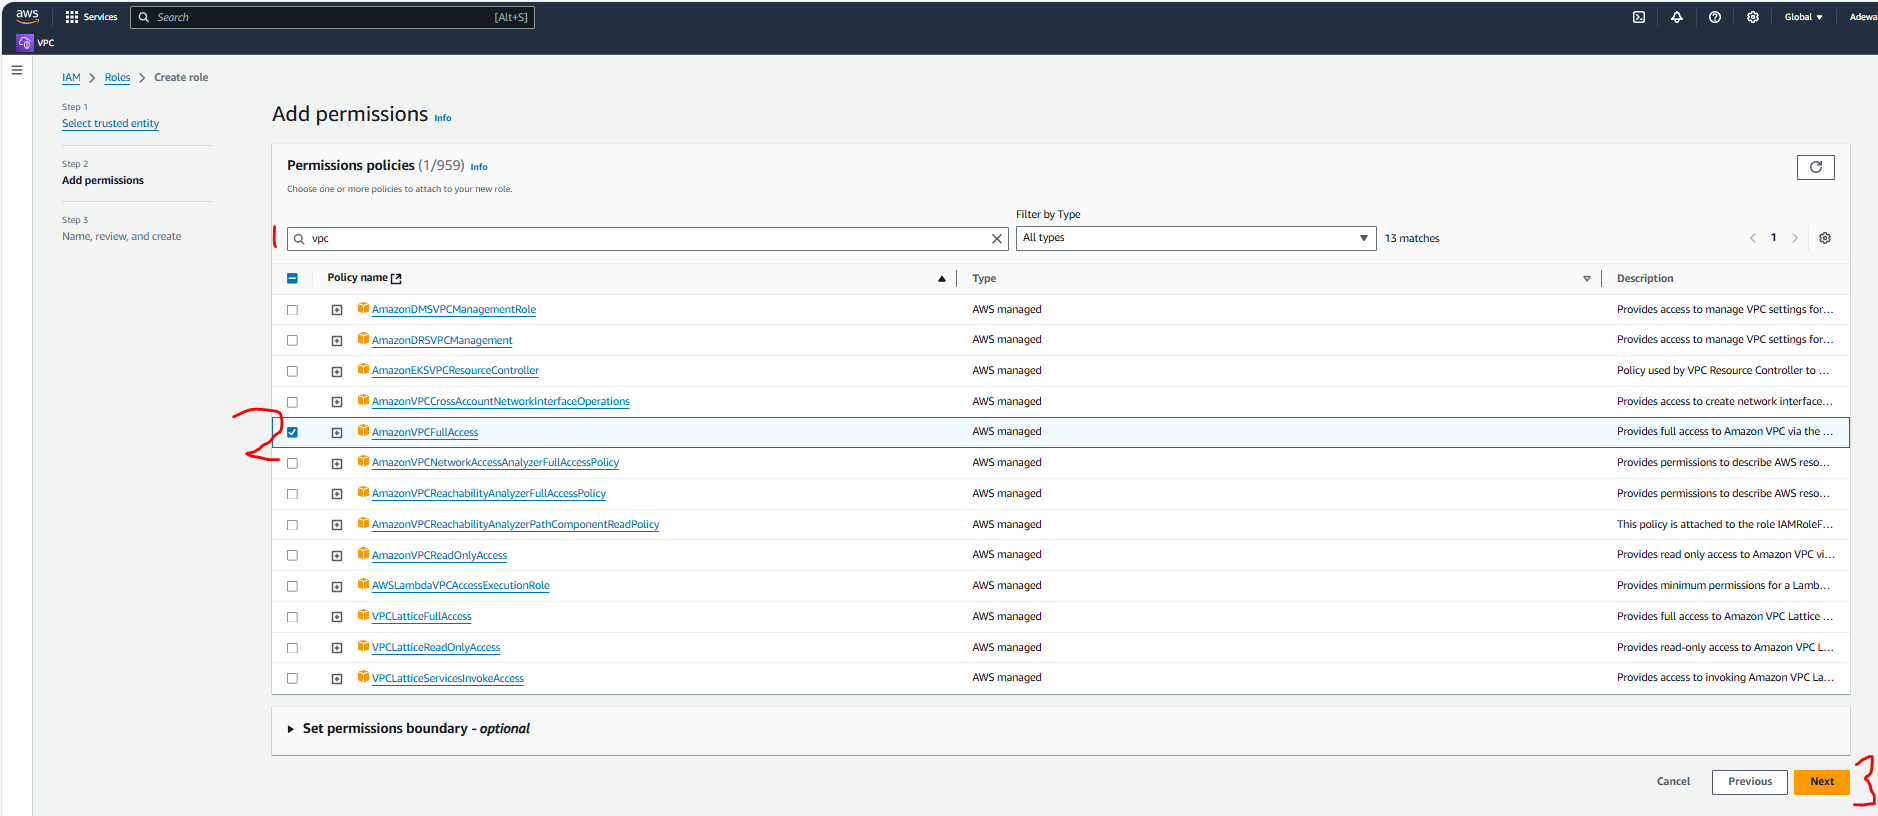 aws
Services
Search
[Alt+S]
Global
Adewa
VPC
IAM
Roles
Create role
Step 1
Select trusted entity
Step 2
Add permissions
Step 3
Name, review, and create
Add permissions Info
Permissions policies (1/959) Info
Choose one or more policies to attach to your new role.
Filter by Type
1
vpc
All types
13 matches
1
Policy name
Type
Description
AmazonDMSVPCManagementRole AWS managed Provides access to manage VPC settings for...
AmazonDRSVPCManagement AWS managed Provides access to manage VPC settings for...
AmazonEKSVPCResourceController AWS managed Policy used by VPC Resource Controller to ...
AmazonVPCCrossAccountNetworkInterfaceOperations AWS managed Provides access to create network interface...
2
AmazonVPCFullAccess AWS managed Provides full access to Amazon VPC via the ...
AmazonVPCNetworkAccessAnalyzerFullAccessPolicy AWS managed Provides permissions to describe AWS reso...
AmazonVPCReachabilityAnalyzerFullAccessPolicy AWS managed Provides permissions to describe AWS reso...
AmazonVPCReachabilityAnalyzerPathComponentReadPolicy AWS managed This policy is attached to the role IAMRoleF...
AmazonVPCReadOnlyAccess AWS managed Provides read only access to Amazon VPC vi...
AWSLambdaVPCAccessExecutionRole AWS managed Provides minimum permissions for a Lamb...
VPCLatticeFullAccess AWS managed Provides full access to Amazon VPC Lattice ...
VPCLatticeReadOnlyAccess AWS managed Provides read-only access to Amazon VPC L...
VPCLatticeServicesInvokeAccess AWS managed Provides access to invoking Amazon VPC La...
Set permissions boundary - optional
Cancel
Previous
Next
3